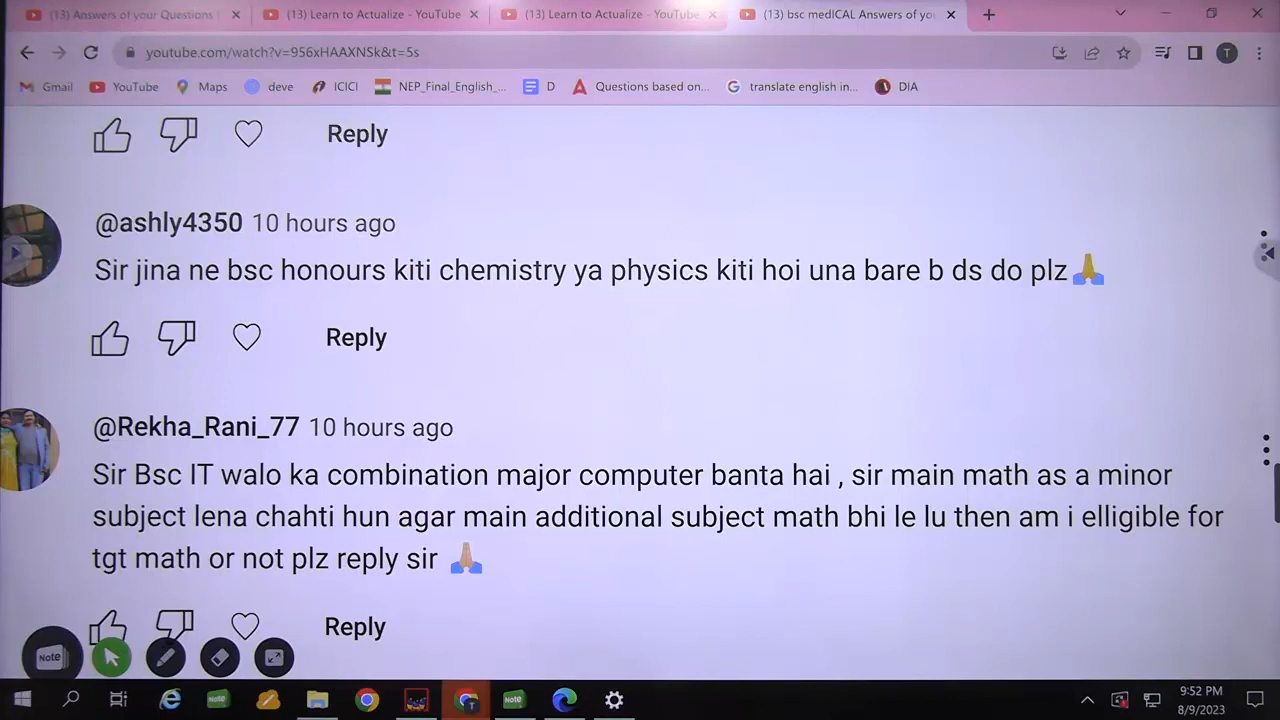 (13) Answers of your Questions
(13) Learn to Actualize - YouTube
(13) Learn to Actualize - YouTube
(13) bsc medICAL Answers of you
youtube.com/watch?v=956xHAAXNSk&t=5s
T
Gmail
YouTube
Maps
deve
ICICI
NEP_Final_English_...
D
Questions based on...
translate english in...
DIA
Reply
@ashly4350 10 hours ago
Sir jina ne bsc honours kiti chemistry ya physics kiti hoi una bare b ds do plz🙏
Reply
@Rekha_Rani_77 10 hours ago
Sir Bsc IT walo ka combination major computer banta hai , sir main math as a minor
subject lena chahti hun agar main additional subject math bhi le lu then am i elligible for
tgt math or not plz reply sir 🙏🏼
Reply
Note
Note
T
Note
9:52 PM
8/9/2023